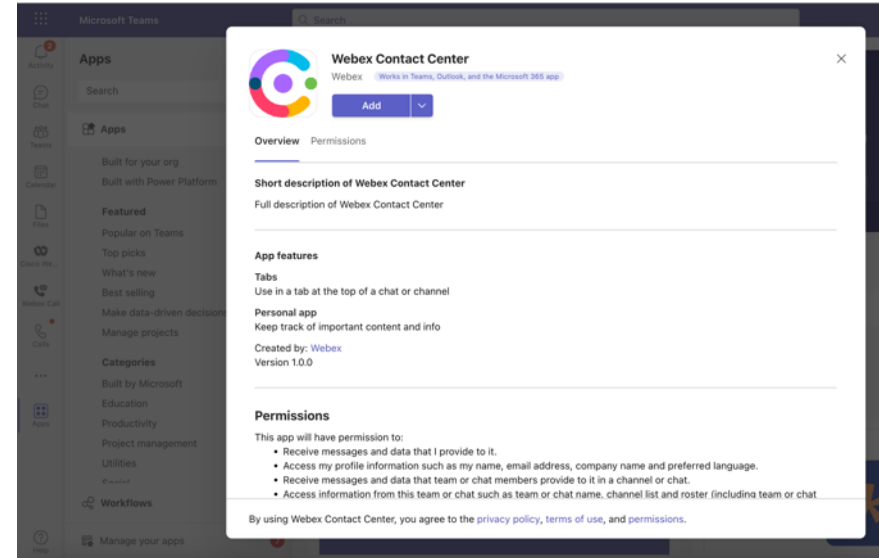 Microsoft Teams
Search
Activity
Chat
Teams
Calendar
Files
Cisco We...
Webex Call
Calls
Apps
Help
Apps
Search
Apps
Built for your org
Built with Power Platform
Featured
Popular on Teams
Top picks
What's new
Best selling
Make data-driven decision
Manage projects
Categories
Built by Microsoft
Education
Productivity
Project management
Utilities
Social
Workflows
Manage your apps
Webex Contact Center
Webex Works in Teams, Outlook, and the Microsoft 365 app
Add
Overview Permissions
Short description of Webex Contact Center
Full description of Webex Contact Center
App features
Tabs
Use in a tab at the top of a chat or channel
Personal app
Keep track of important content and info
Created by: Webex
Version 1.0.0
Permissions
This app will have permission to:
• Receive messages and data that I provide to it.
• Access my profile information such as my name, email address, company name and preferred language.
• Receive messages and data that team or chat members provide to it in a channel or chat.
• Access information from this team or chat such as team or chat name, channel list and roster (including team or chat
By using Webex Contact Center, you agree to the privacy policy, terms of use, and permissions.